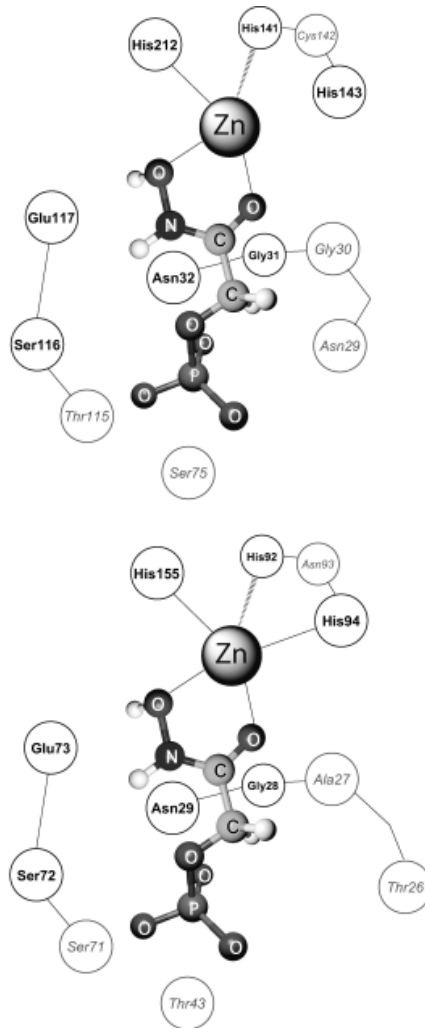 His141
Cys142
His212
His143
Zn
O
O
Glu117
N
C
Gly31
Gly30
Asn32
C
Ser116
O
O
Asn29
P
Thr115
O
O
Ser75
His92
Asn93
His155
His94
Zn
O
O
Glu73
N
C
Gly28
Ala27
Asn29
C
O
Ser72
O
Thr26
P
Ser71
O
O
Thr43